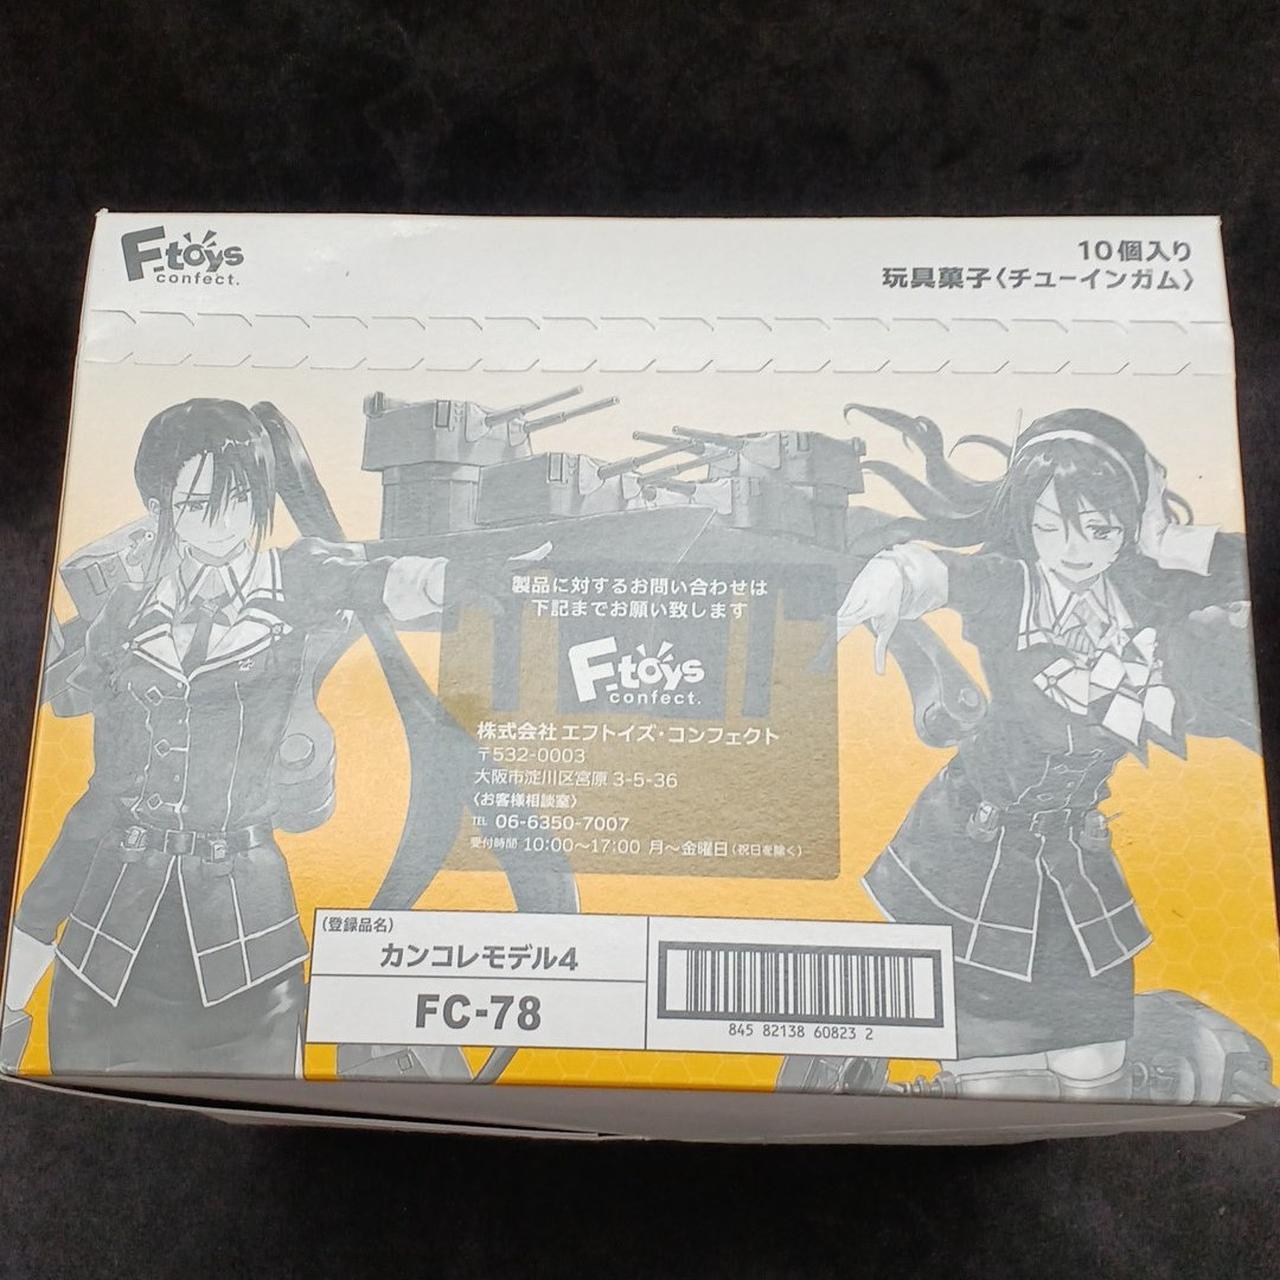 F-toys
confect.
10個入り
玩具菓子〈チューインガム〉
製品に対するお問い合わせは
下記までお願い致します
F-toys
confect.
株式会社 エフトイズ・コンフェクト
〒532-0003
大阪市淀川区宮原 3-5-36
〈お客様相談室〉
TEL 06-6350-7007
受付時間 10:00〜17:00 月〜金曜日(祝日を除く)
(登録品名)
カンコレモデル4
FC-78
845 82138 60823 2